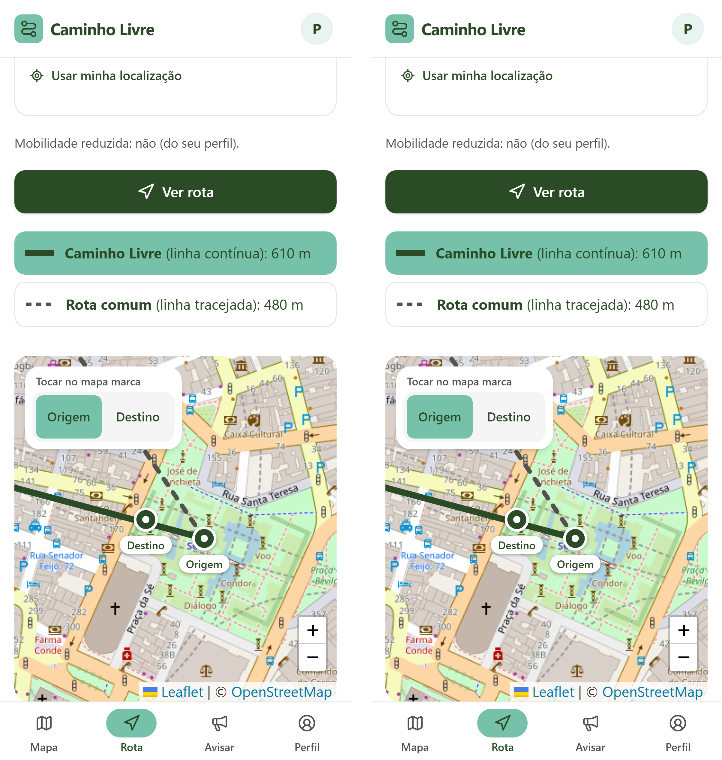 Caminho Livre
P
Usar minha localização
Mobilidade reduzida: não (do seu perfil).
Ver rota
Caminho Livre (linha contínua): 610 m
Rota comum (linha tracejada): 480 m
Tocar no mapa marca
Origem Destino
Caixa Cultural
José de
Anchieta
Rua Santa Teresa
Santander
Destino
Origem
Voo
Rua Senador
Feijó, 72
Condor
Diálogo
Praça da Sé
Farma
Conde
+
−
Leaflet | © OpenStreetMap
Mapa
Rota
Avisar
Perfil
Caminho Livre
P
Usar minha localização
Mobilidade reduzida: não (do seu perfil).
Ver rota
Caminho Livre (linha contínua): 610 m
Rota comum (linha tracejada): 480 m
Tocar no mapa marca
Origem Destino
Caixa Cultural
José de
Rua Santa Teresa
Santander
Destino
Origem
Voo
Rua Senador
Feijó, 72
Condor
Diálogo
Praça da Sé
Farma
Conde
+
−
Leaflet | © OpenStreetMap
Mapa
Rota
Avisar
Perfil